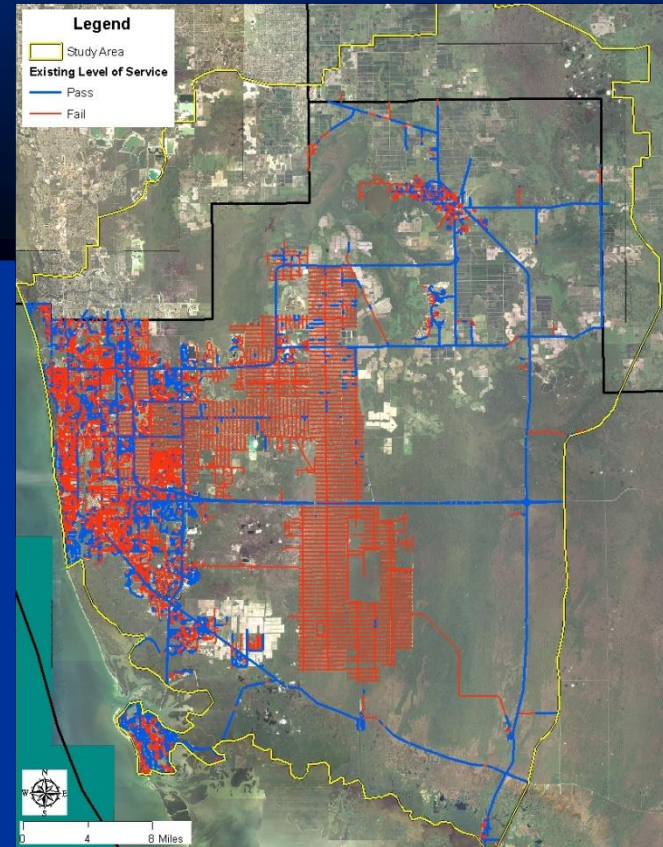 Legend
Study Area
Existing Level of Service
Pass
Fail
N
W E
S
0 4 8 Miles